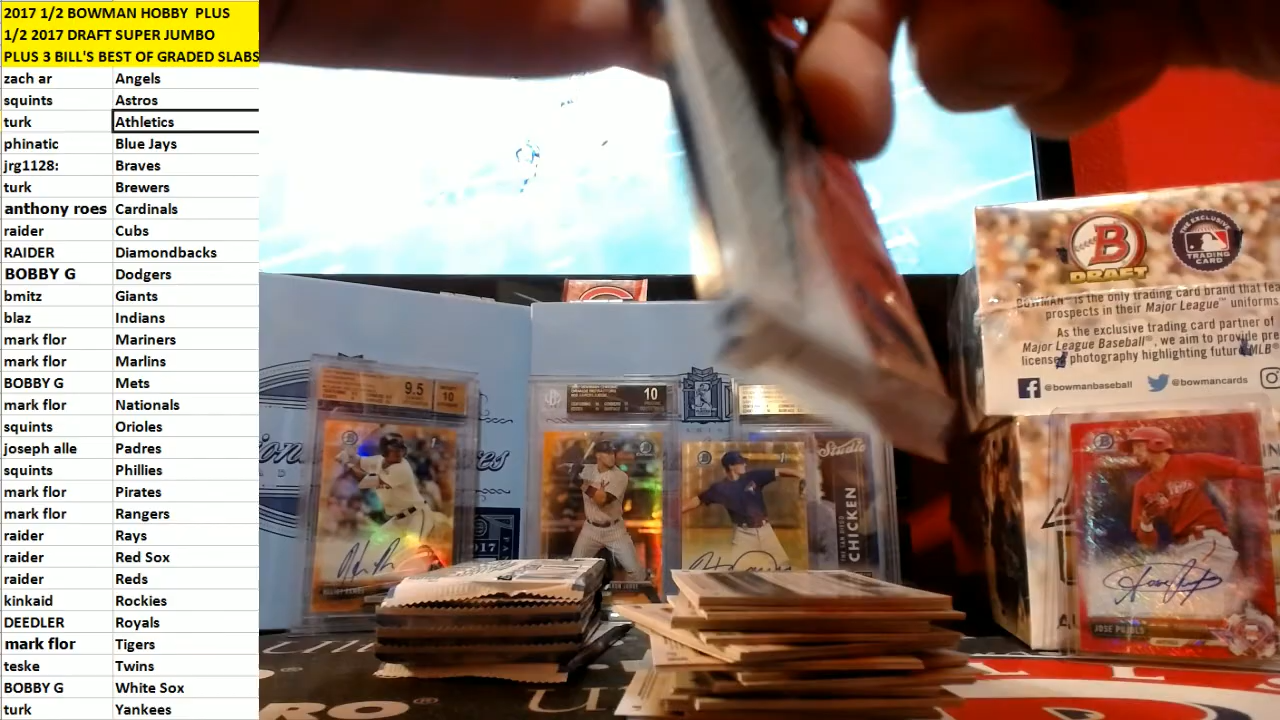 2017 1/2 BOWMAN HOBBY PLUS
1/2 2017 DRAFT SUPER JUMBO
PLUS 3 BILL'S BEST OF GRADED SLABS
zach ar Angels
squints Astros
turk Athletics
phinatic Blue Jays
jrg1128: Braves
turk Brewers
anthony roes Cardinals
raider Cubs
RAIDER Diamondbacks
BOBBY G Dodgers
bmitz Giants
blaz Indians
mark flor Mariners
mark flor Marlins
BOBBY G Mets
mark flor Nationals
squints Orioles
joseph alle Padres
squints Phillies
mark flor Pirates
mark flor Rangers
raider Rays
raider Red Sox
raider Reds
kinkaid Rockies
DEEDLER Royals
mark flor Tigers
teske Twins
BOBBY G White Sox
turk Yankees
B
DRAFT
THE EXCLUSIVE
TRADING CARD
BOWMAN is the only trading card brand that
prospects in their Major League uniforms
As the exclusive trading card partner of
Major League Baseball, we aim to provide
license photography highlighting MLB
@bowmanbaseball @bowmancards
9.5
10
10
Studio
CHICKEN
JOSE PUJOLS